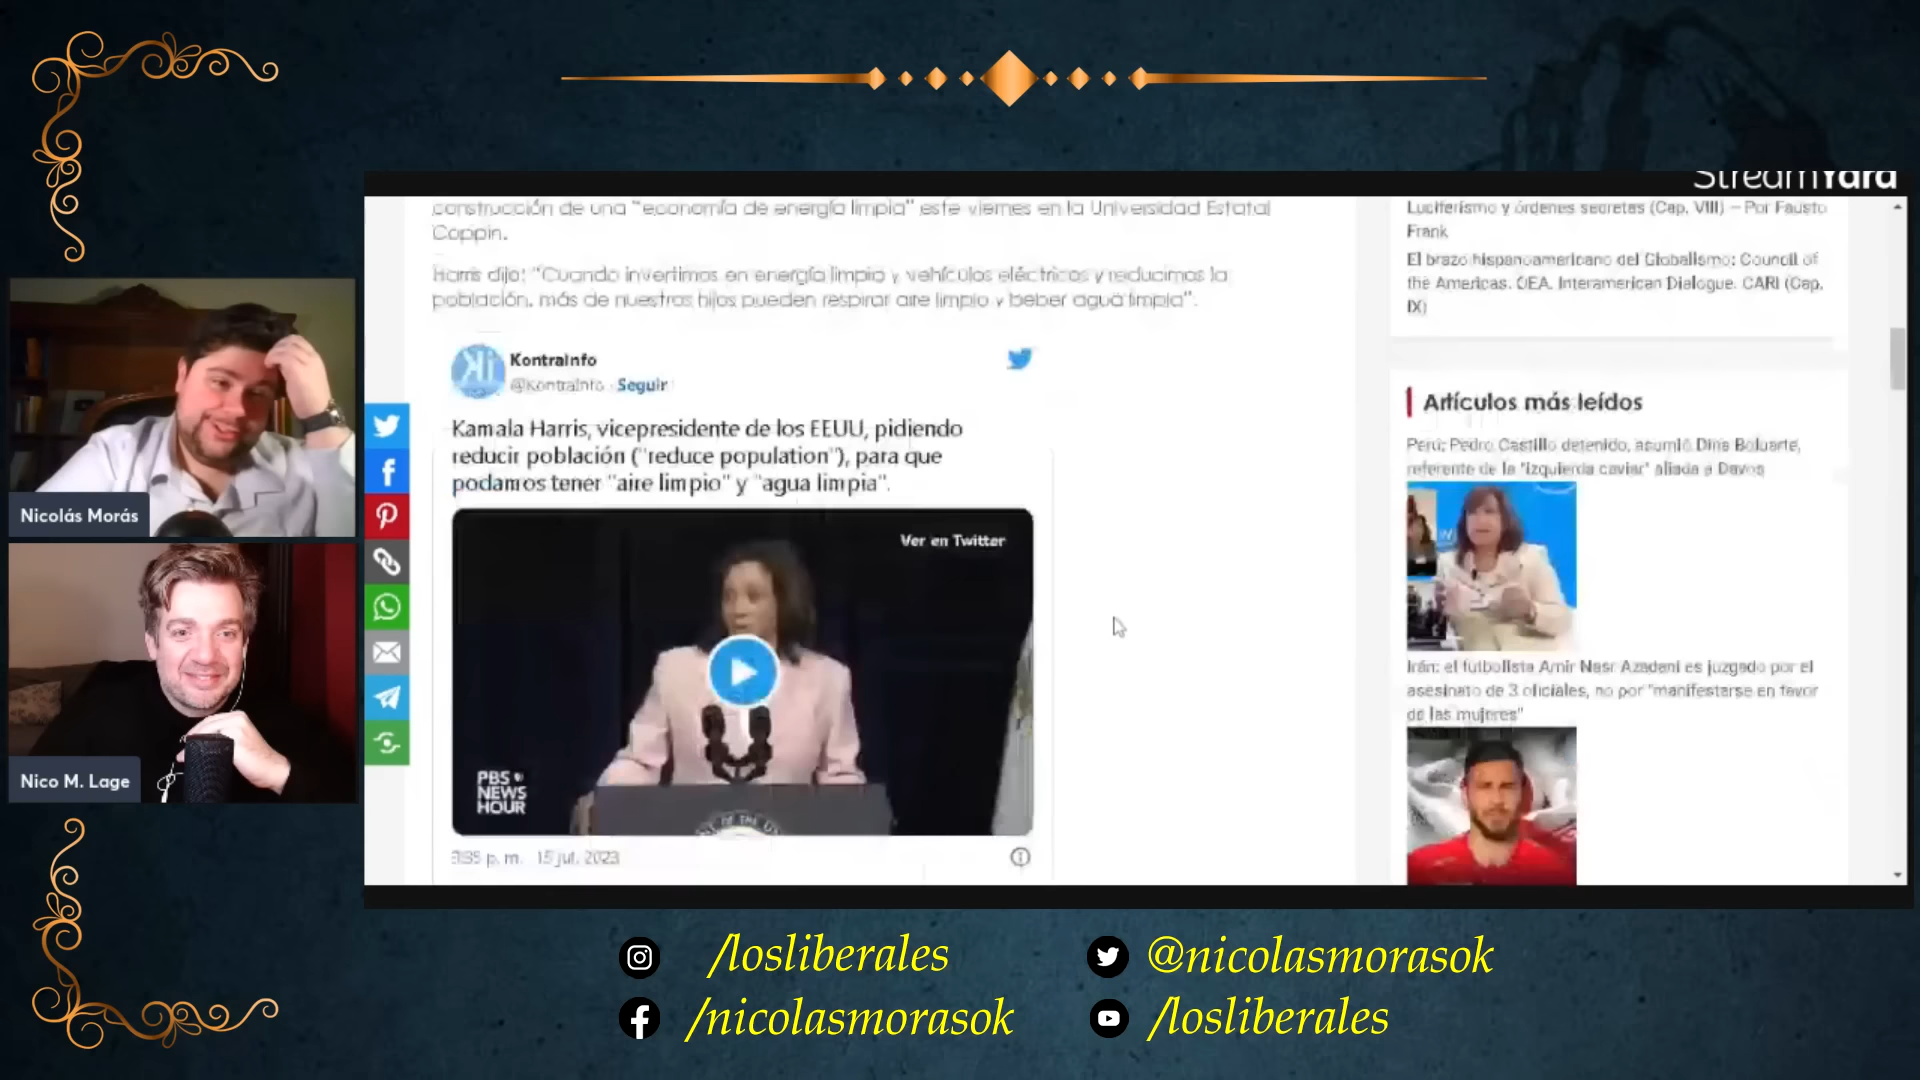 StreamYard
construcción de una "economía de energía limpia" este viernes en la Universidad Estatal
Coppin.
Harris dijo: "Cuando invertimos en energía limpia y vehículos eléctricos y reducimos la
población, más de nuestros hijos pueden respirar aire limpio y beber agua limpia".
KontraInfo
@KontraInfo · Seguir
Kamala Harris, vicepresidente de los EEUU, pidiendo
reducir población ("reduce population"), para que
podamos tener "aire limpio" y "agua limpia".
Ver en Twitter
PBS
NEWS
HOUR
OF THE
3:35 p. m. · 15 jul. 2023
Luciferismo y órdenes secretas (Cap. VIII) – Por Fausto
Frank
El brazo hispanoamericano del Globalismo: Council of
the Americas, OEA, Interamerican Dialogue, CARI (Cap.
IX)
Artículos más leídos
Perú: Pedro Castillo detenido, asumió Dina Boluarte,
referente de la "izquierda caviar" aliada a Davos
Irán: el futbolista Amir Nasr Azadani es juzgado por el
asesinato de 3 oficiales, no por "manifestarse en favor
de las mujeres"
Nicolás Morás
Nico M. Lage
/losliberales
@nicolasmorasok
/nicolasmorasok
/losliberales